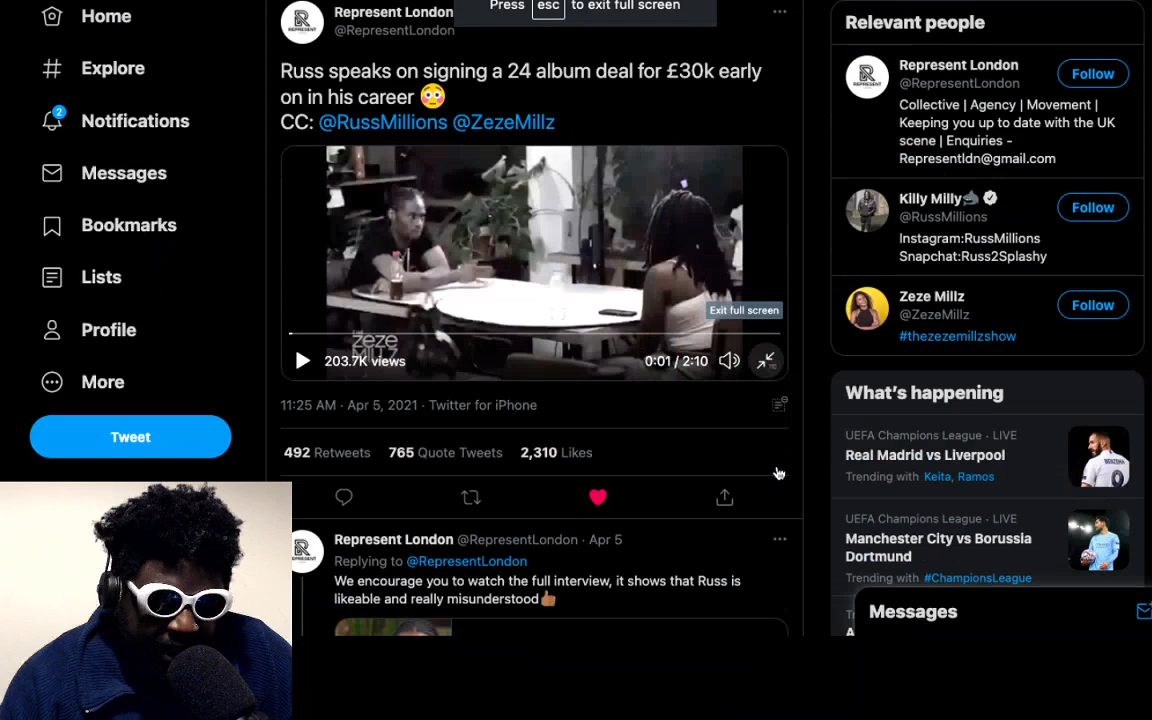 Home
Explore
2
Notifications
Messages
Bookmarks
Lists
Profile
More
Tweet
Press esc to exit full screen
Represent London
@RepresentLondon
Russ speaks on signing a 24 album deal for £30k early
on in his career 😳
CC: @RussMillions @ZezeMillz
Exit full screen
zeze
MILLZ
203.7K views
0:01 / 2:10
11:25 AM · Apr 5, 2021 · Twitter for iPhone
492 Retweets 765 Quote Tweets 2,310 Likes
Represent London @RepresentLondon · Apr 5
Replying to @RepresentLondon
We encourage you to watch the full interview, it shows that Russ is
likeable and really misunderstood👍🏾
Relevant people
Represent London
@RepresentLondon
Follow
Collective | Agency | Movement |
Keeping you up to date with the UK
scene | Enquiries -
Representldn@gmail.com
Killy Milly🦈
@RussMillions
Follow
Instagram:RussMillions
Snapchat:Russ2Splashy
Zeze Millz
@ZezeMillz
Follow
#thezezemillzshow
What's happening
UEFA Champions League · LIVE
Real Madrid vs Liverpool
Trending with Keita, Ramos
UEFA Champions League · LIVE
Manchester City vs Borussia
Dortmund
Trending with #ChampionsLeague
Messages